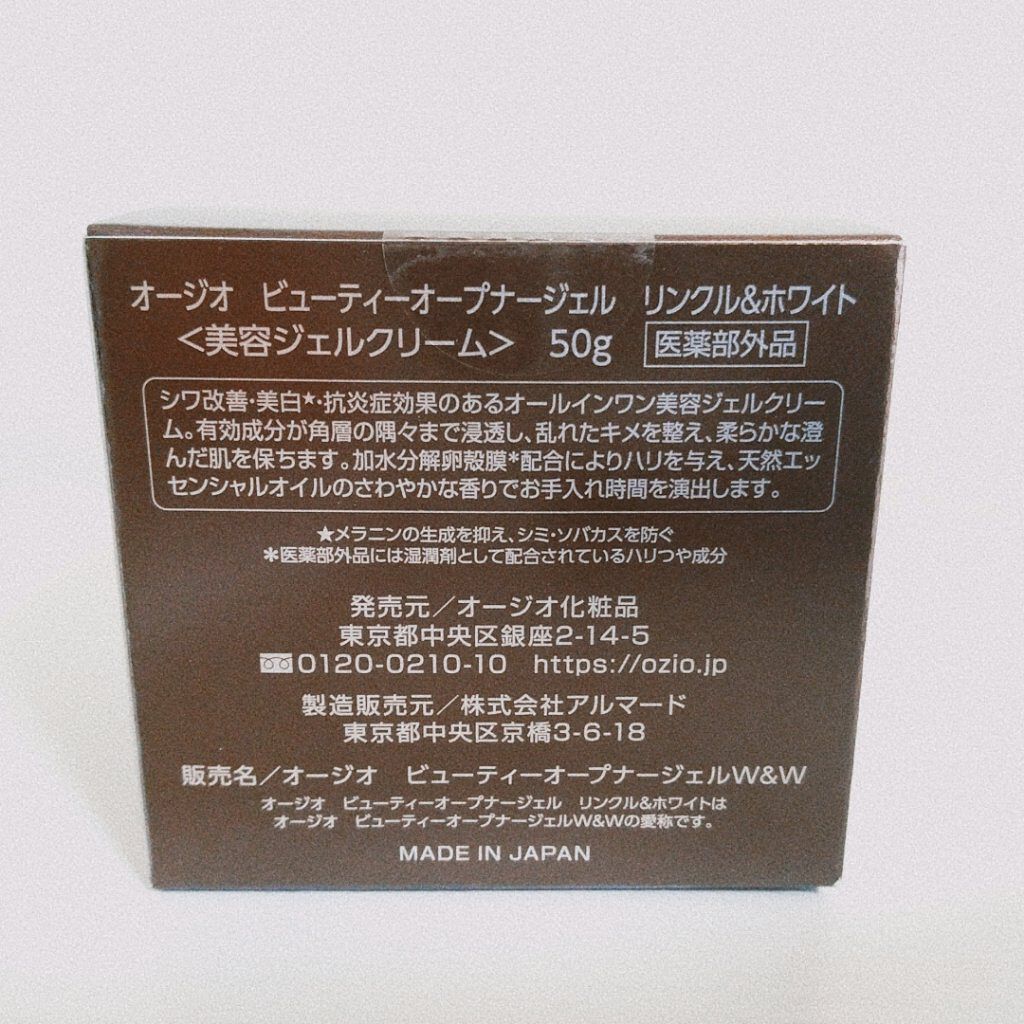 オージオ　ビューティーオープナージェル　リンクル&ホワイト
＜美容ジェルクリーム＞　50g　医薬部外品
シワ改善・美白★・抗炎症効果のあるオールインワン美容ジェルクリー
ム。有効成分が角層の隅々まで浸透し、乱れたキメを整え、柔らかな澄
んだ肌を保ちます。加水分解卵殻膜*配合によりハリを与え、天然エッ
センシャルオイルのさわやかな香りでお手入れ時間を演出します。
★メラニンの生成を抑え、シミ・ソバカスを防ぐ
*医薬部外品には湿潤剤として配合されているハリつや成分
発売元／オージオ化粧品
東京都中央区銀座2-14-5
0120-0210-10　https://ozio.jp
製造販売元／株式会社アルマード
東京都中央区京橋3-6-18
販売名／オージオ　ビューティーオープナージェルW&W
オージオ　ビューティーオープナージェル　リンクル&ホワイトは
オージオ　ビューティーオープナージェルW&Wの愛称です。
MADE IN JAPAN